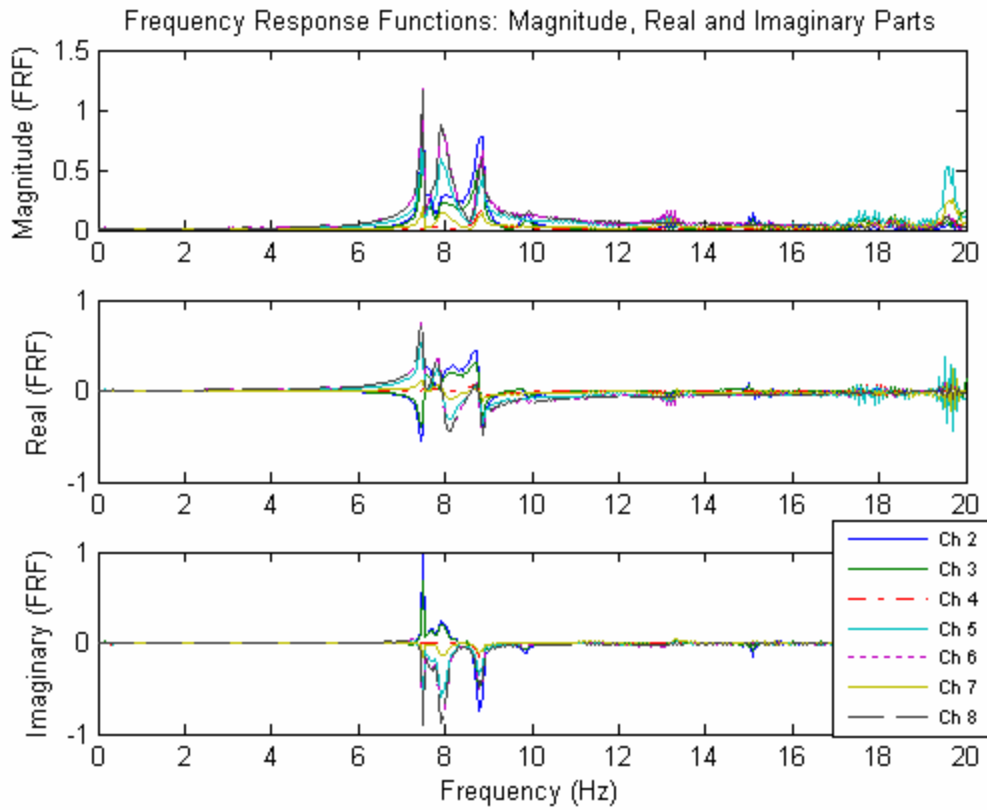 Frequency Response Functions: Magnitude, Real and Imaginary Parts
Magnitude (FRF)
1.5
1
0.5
0
0 2 4 6 8 10 12 14 16 18 20
Real (FRF)
1
0
-1
0 2 4 6 8 10 12 14 16 18 20
Imaginary (FRF)
1
0
-1
0 2 4 6 8 10 12 14 16 18 20
Frequency (Hz)
Ch 2
Ch 3
Ch 4
Ch 5
Ch 6
Ch 7
Ch 8